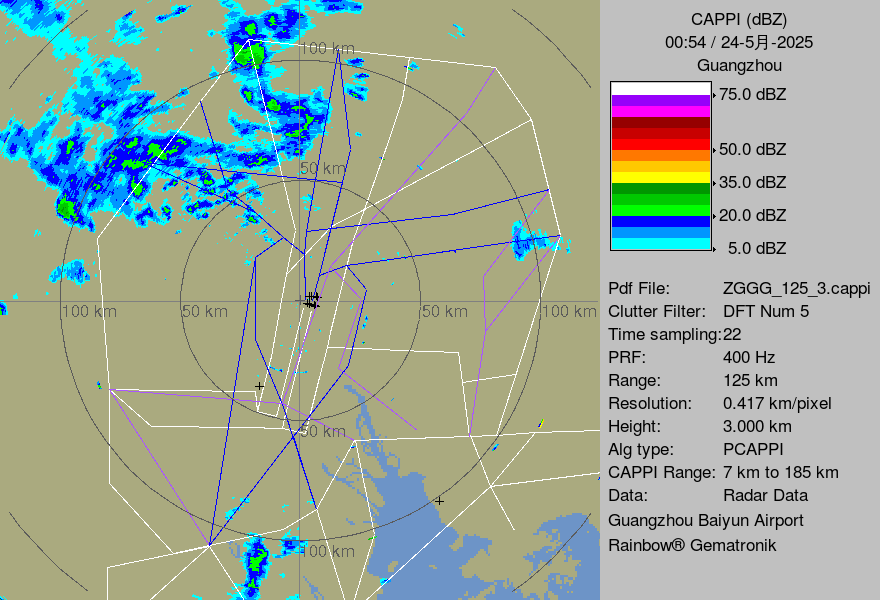 CAPPI (dBZ)
00:54 / 24-5月-2025
Guangzhou
75.0 dBZ
50.0 dBZ
35.0 dBZ
20.0 dBZ
5.0 dBZ
Pdf File: ZGGG_125_3.cappi
Clutter Filter: DFT Num 5
Time sampling:22
PRF: 400 Hz
Range: 125 km
Resolution: 0.417 km/pixel
Height: 3.000 km
Alg type: PCAPPI
CAPPI Range: 7 km to 185 km
Data: Radar Data
Guangzhou Baiyun Airport
Rainbow® Gematronik
100 km
50 km
100 km
50 km
50 km
100 km
50 km
100 km